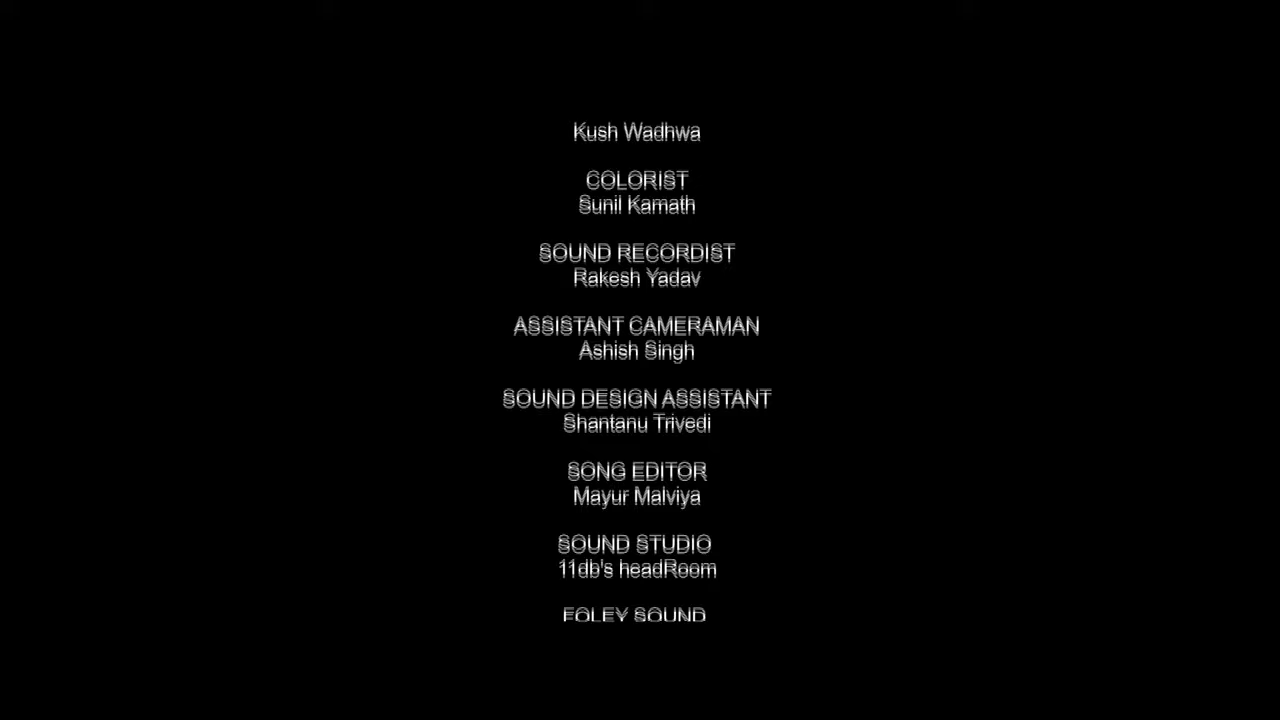 Kush Wadhwa
COLORIST
Sunil Kamath
SOUND RECORDIST
Rakesh Yadav
ASSISTANT CAMERAMAN
Ashish Singh
SOUND DESIGN ASSISTANT
Shantanu Trivedi
SONG EDITOR
Mayur Malviya
SOUND STUDIO
11db's headRoom
FOLEY SOUND